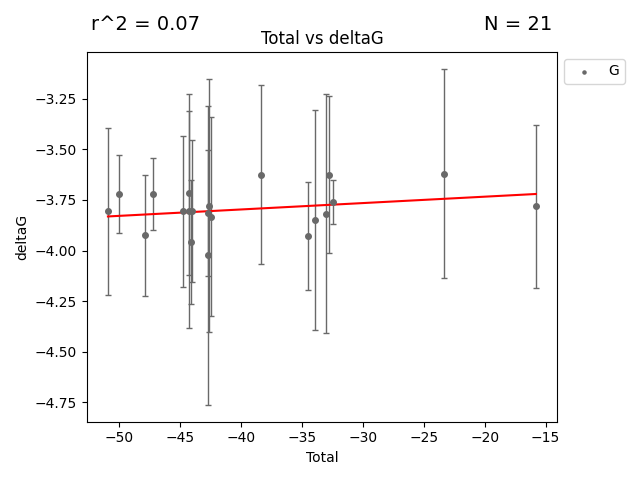 r^2 = 0.07
N = 21
Total vs deltaG
G
−3.25
−3.50
−3.75
−4.00
−4.25
−4.50
−4.75
deltaG
−50 −45 −40 −35 −30 −25 −20 −15
Total